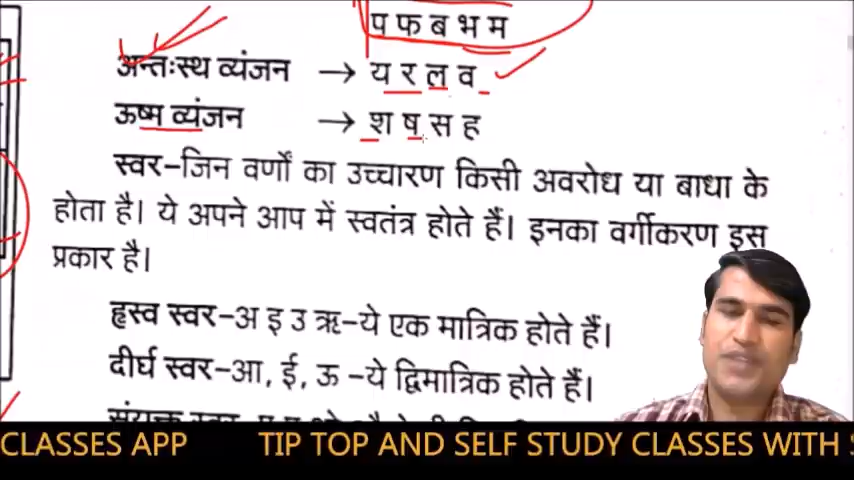 प फ ब भ म
अन्तःस्थ व्यंजन → य र ल व
ऊष्म व्यंजन → श ष स ह
स्वर–जिन वर्णों का उच्चारण किसी अवरोध या बाधा के
होता है। ये अपने आप में स्वतंत्र होते हैं। इनका वर्गीकरण इस
प्रकार है।
ह्रस्व स्वर–अ इ उ ऋ–ये एक मात्रिक होते हैं।
दीर्घ स्वर–आ, ई, ऊ –ये द्विमात्रिक होते हैं।
CLASSES APP TIP TOP AND SELF STUDY CLASSES WITH